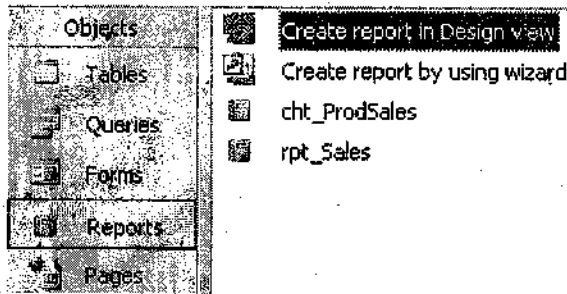 Objects
Tables
Queries
Forms
Reports
Pages
Create report in Design view
Create report by using wizard
cht_ProdSales
rpt_Sales